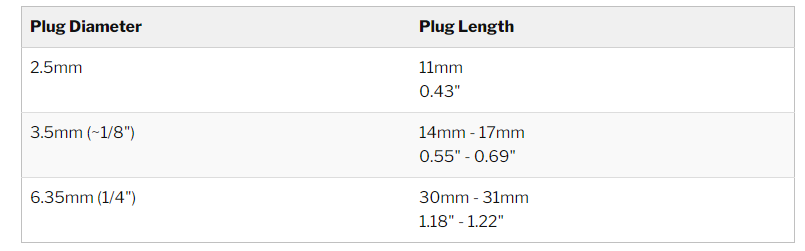 Plug Diameter Plug Length
2.5mm 11mm
0.43"
3.5mm (~1/8") 14mm - 17mm
0.55" - 0.69"
6.35mm (1/4") 30mm - 31mm
1.18" - 1.22"